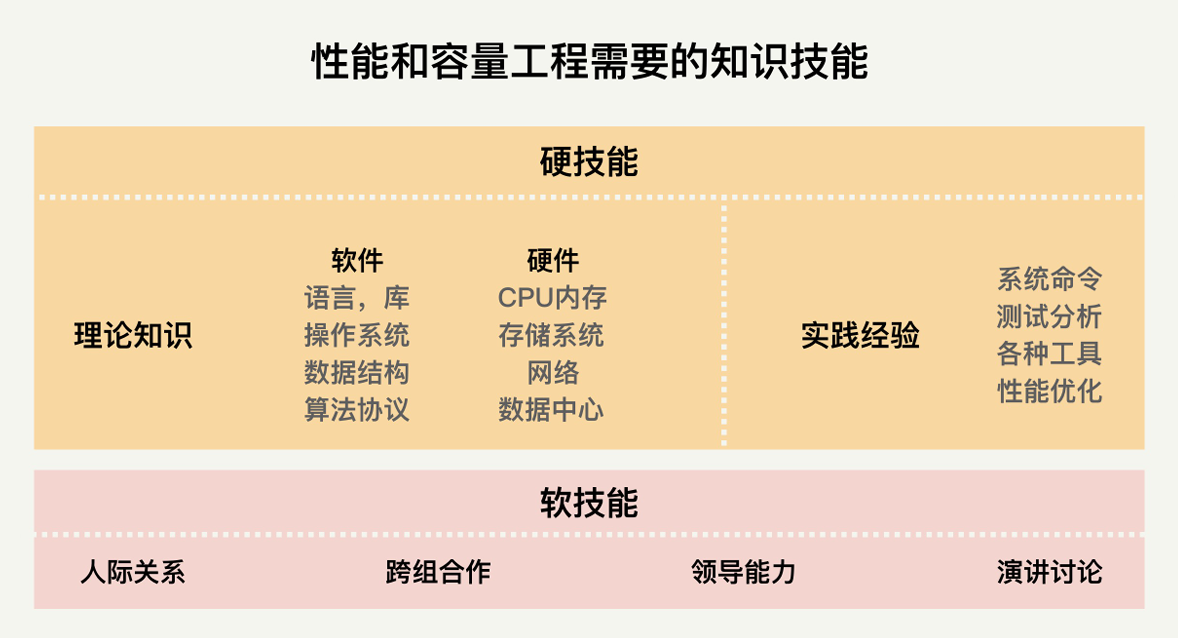 性能和容量工程需要的知识技能
硬技能
理论知识
软件
语言，库
操作系统
数据结构
算法协议
硬件
CPU内存
存储系统
网络
数据中心
实践经验
系统命令
测试分析
各种工具
性能优化
软技能
人际关系
跨组合作
领导能力
演讲讨论